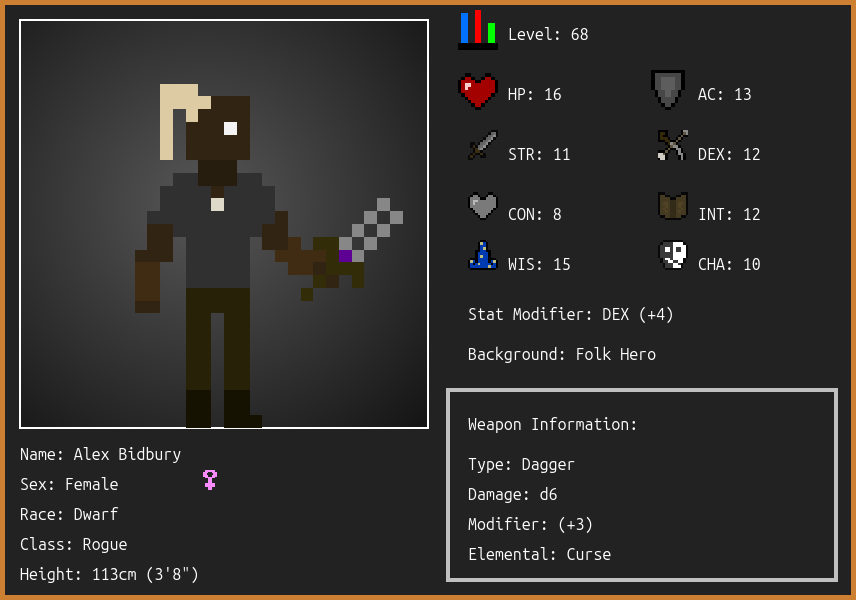 Level: 68
HP: 16
AC: 13
STR: 11
DEX: 12
CON: 8
INT: 12
WIS: 15
CHA: 10
Stat Modifier: DEX (+4)
Background: Folk Hero
Weapon Information:
Type: Dagger
Damage: d6
Modifier: (+3)
Elemental: Curse
Name: Alex Bidbury
Sex: Female
Race: Dwarf
Class: Rogue
Height: 113cm (3'8")